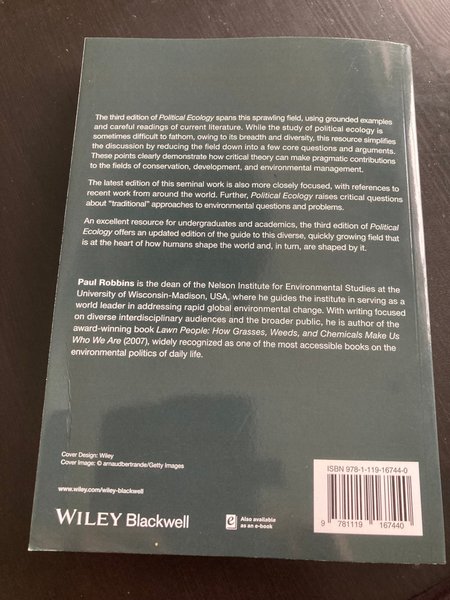 The third edition of Political Ecology spans this sprawling field, using grounded examples
and careful readings of current literature. While the study of political ecology is
sometimes difficult to fathom, owing to its breadth and diversity, this resource simplifies
the discussion by reducing the field down into a few core questions and arguments.
These points clearly demonstrate how critical theory can make pragmatic contributions
to the fields of conservation, development, and environmental management.
The latest edition of this seminal work is also more closely focused, with references to
recent work from around the world. Further, Political Ecology raises critical questions
about "traditional" approaches to environmental questions and problems.
An excellent resource for undergraduates and academics, the third edition of Political
Ecology offers an updated edition of the guide to this diverse, quickly growing field that
is at the heart of how humans shape the world and, in turn, are shaped by it.
Paul Robbins is the dean of the Nelson Institute for Environmental Studies at the
University of Wisconsin-Madison, USA, where he guides the institute in serving as a
world leader in addressing rapid global environmental change. With writing focused
on diverse interdisciplinary audiences and the broader public, he is author of the
award-winning book Lawn People: How Grasses, Weeds, and Chemicals Make Us
Who We Are (2007), widely recognized as one of the most accessible books on the
environmental politics of daily life.
Cover Design: Wiley
Cover Image: © arnaudbertrande/Getty Images
www.wiley.com/wiley-blackwell
WILEY Blackwell
e
Also available
as an e-book
ISBN 978-1-119-16744-0
9 781119 167440